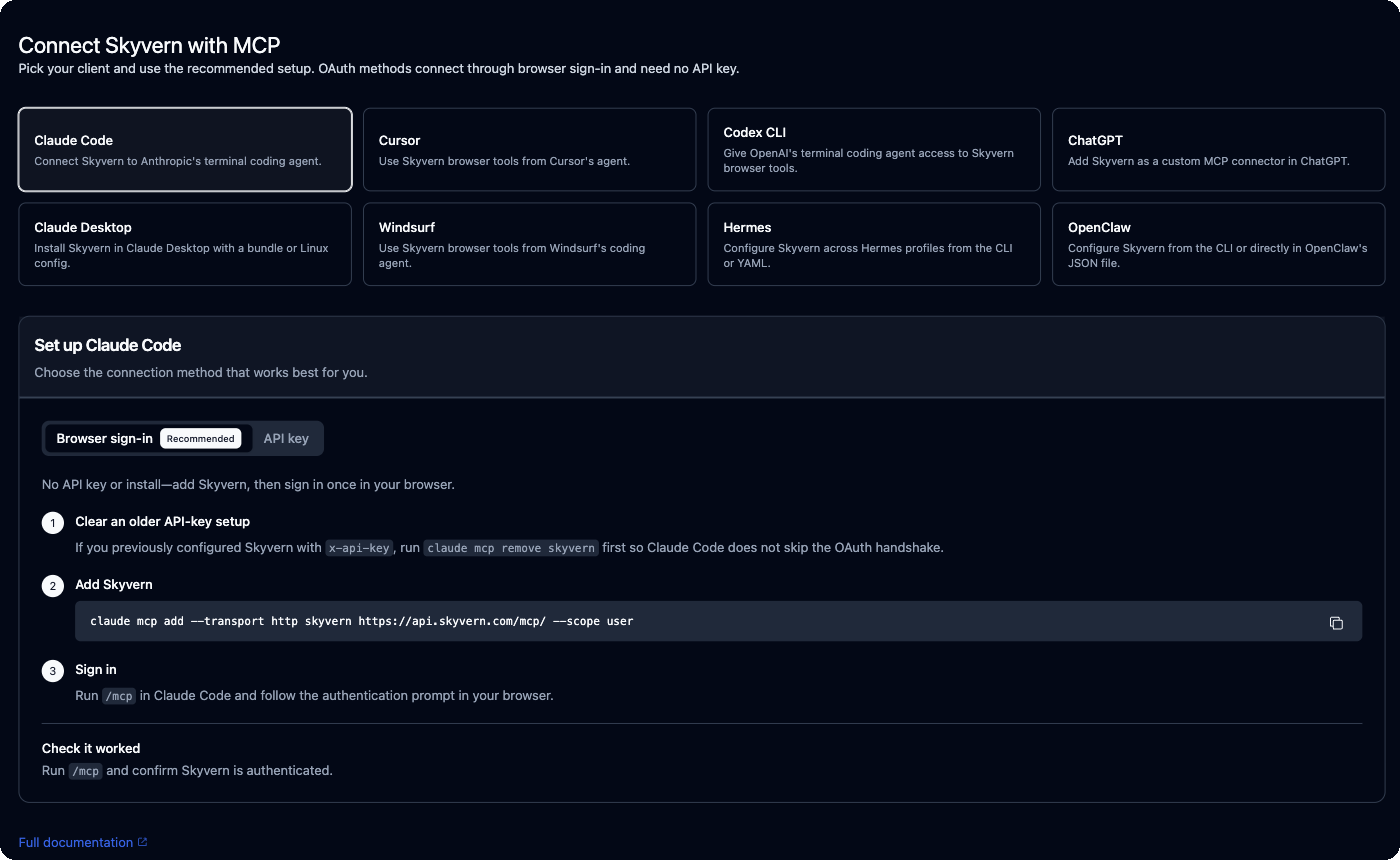 Connect Skyvern with MCP
Pick your client and use the recommended setup. OAuth methods connect through browser sign-in and need no API key.
Claude Code
Connect Skyvern to Anthropic's terminal coding agent.
Cursor
Use Skyvern browser tools from Cursor's agent.
Codex CLI
Give OpenAI's terminal coding agent access to Skyvern
browser tools.
ChatGPT
Add Skyvern as a custom MCP connector in ChatGPT.
Claude Desktop
Install Skyvern in Claude Desktop with a bundle or Linux
config.
Windsurf
Use Skyvern browser tools from Windsurf's coding
agent.
Hermes
Configure Skyvern across Hermes profiles from the CLI
or YAML.
OpenClaw
Configure Skyvern from the CLI or directly in OpenClaw's
JSON file.
Set up Claude Code
Choose the connection method that works best for you.
Browser sign-in Recommended API key
No API key or install—add Skyvern, then sign in once in your browser.
1 Clear an older API-key setup
If you previously configured Skyvern with x-api-key, run claude mcp remove skyvern first so Claude Code does not skip the OAuth handshake.
2 Add Skyvern
claude mcp add --transport http skyvern https://api.skyvern.com/mcp/ --scope user
3 Sign in
Run /mcp in Claude Code and follow the authentication prompt in your browser.
Check it worked
Run /mcp and confirm Skyvern is authenticated.
Full documentation